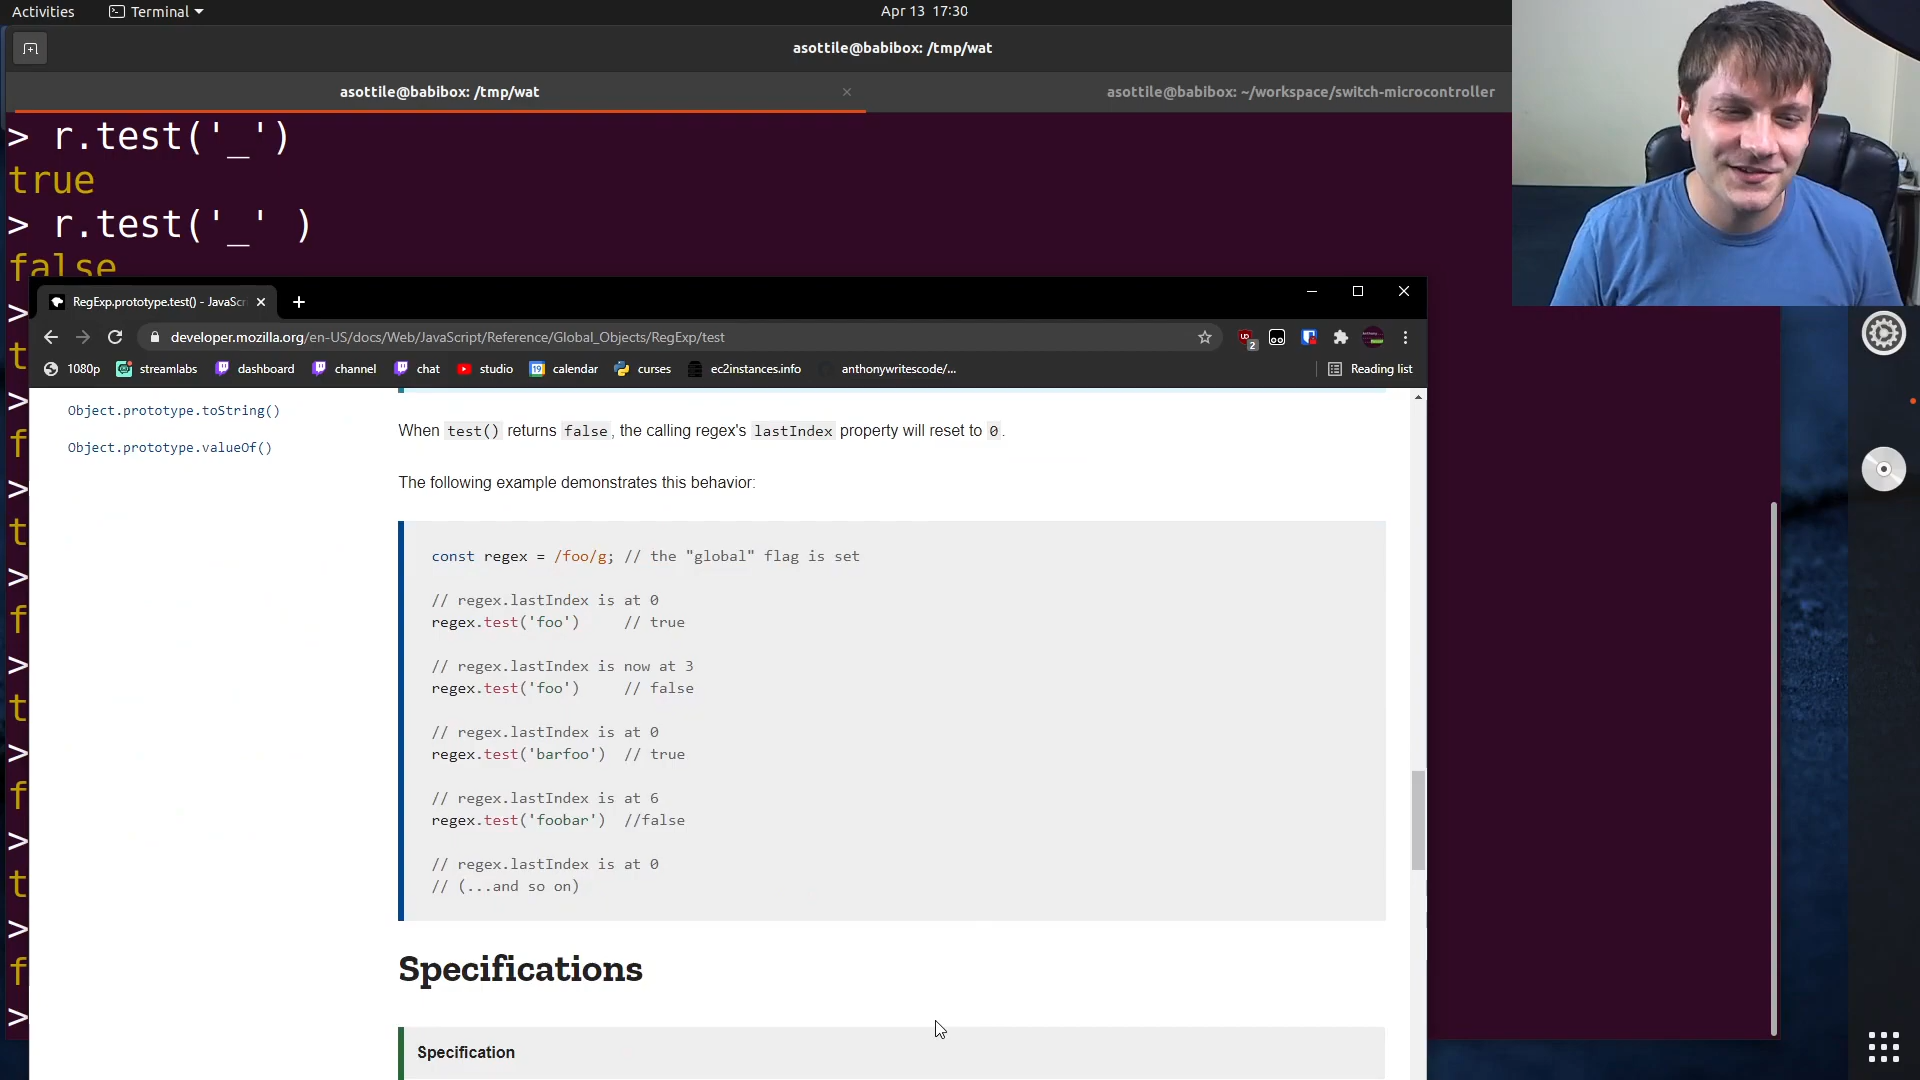 Activities
Terminal
Apr 13 17:30
asottile@babibox: /tmp/wat
asottile@babibox: /tmp/wat
asottile@babibox: ~/workspace/switch-microcontroller
> r.test('_')
true
> r.test('_' )
false
>
t
>
f
>
t
>
f
>
t
>
f
>
t
>
f
>
RegExp.prototype.test() - JavaScri
developer.mozilla.org/en-US/docs/Web/JavaScript/Reference/Global_Objects/RegExp/test
2
1080p
streamlabs
dashboard
channel
chat
studio
19
calendar
curses
ec2instances.info
anthonywritescode/...
Reading list
Object.prototype.toString()
Object.prototype.valueOf()
When test() returns false, the calling regex's lastIndex property will reset to 0.
The following example demonstrates this behavior:
const regex = /foo/g; // the "global" flag is set
// regex.lastIndex is at 0
regex.test('foo')     // true
// regex.lastIndex is now at 3
regex.test('foo')     // false
// regex.lastIndex is at 0
regex.test('barfoo')  // true
// regex.lastIndex is at 6
regex.test('foobar')  //false
// regex.lastIndex is at 0
// (...and so on)
Specifications
Specification